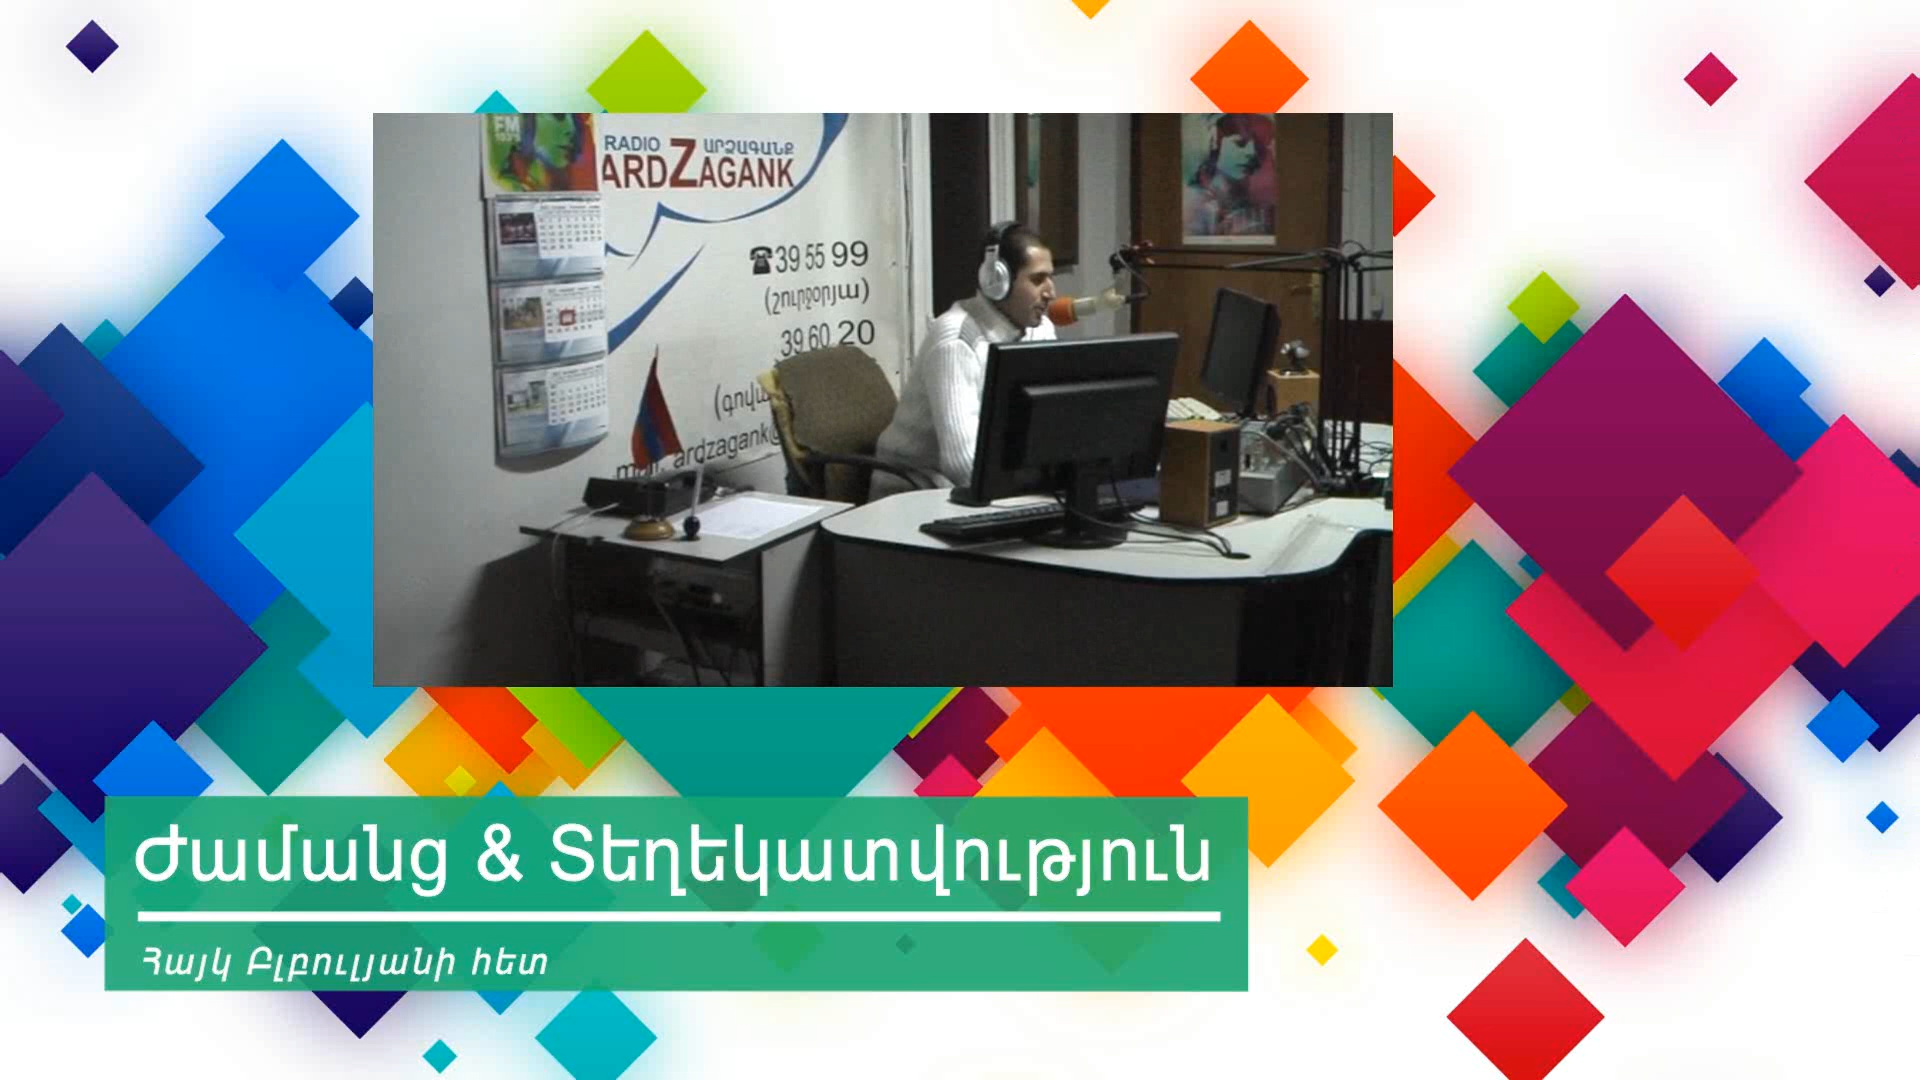 FM
RADIO ԱՐՁԱԳԱՆՔ
ARDZAGANK
☎39 55 99
(շուրջօրյա)
39 60 20
ardzagank@
Ժամանց & Տեղեկատվություն
Հայկ Բլբուլյանի հետ